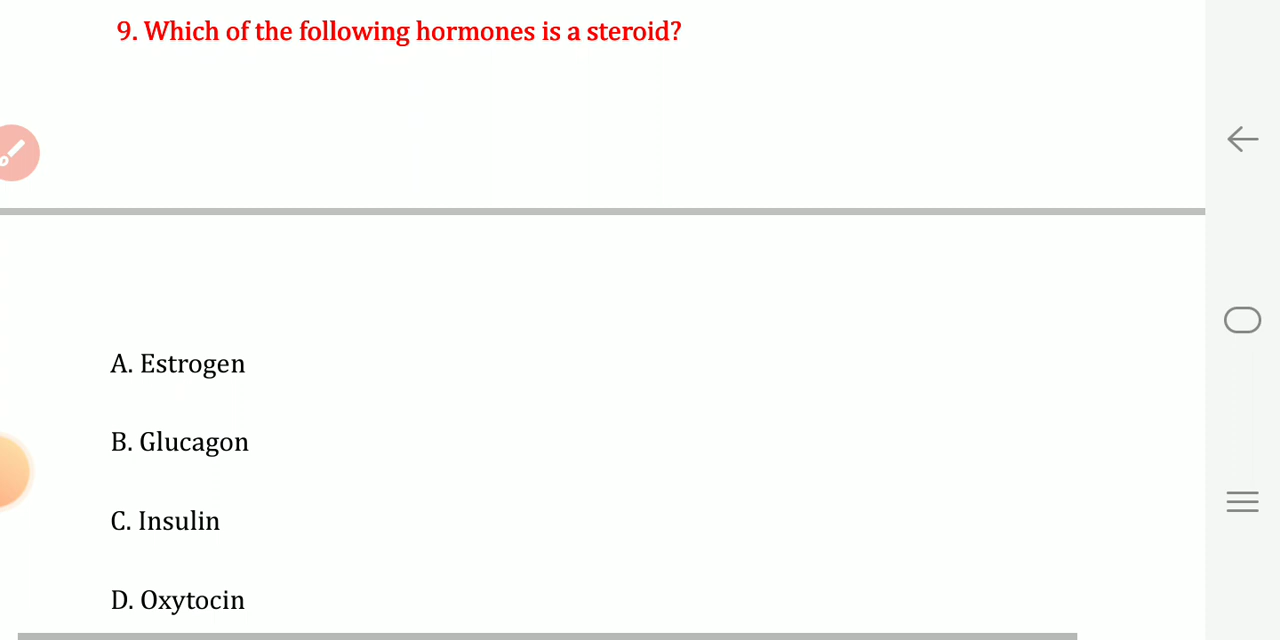 9. Which of the following hormones is a steroid?
A. Estrogen
B. Glucagon
C. Insulin
D. Oxytocin